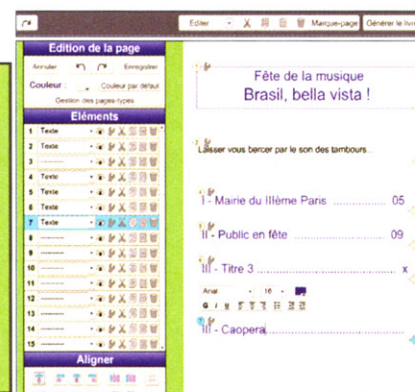 Editer Marque-page Générer le livr
Edition de la page
Annuler Enregistrer
Couleur : Couleur par défaut
Gestion des pages-types
Eléments
1 Texte
2 Texte
3
4 Texte
5 Texte
6 Texte
7 Texte
8
9
10
11
12
13
14
15
Aligner
Fête de la musique
Brasil, bella vista !
Laisser vous bercer par le son des tambours...
I - Mairie du IIIème Paris .............. 05
II - Public en fête .............. 09
III - Titre 3 .............. x
Arial 16
G I
III - Caopera